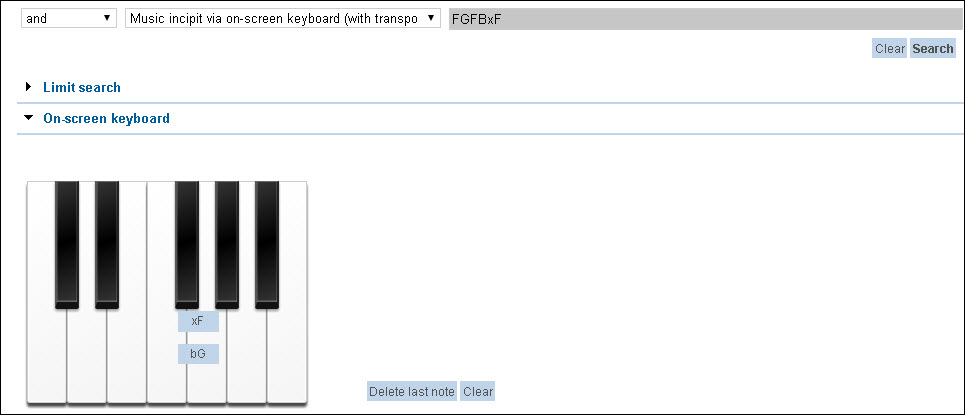 and Music incipit via on-screen keyboard (with transpo FGFBxF
Clear Search
Limit search
On-screen keyboard
xF
bG
Delete last note Clear